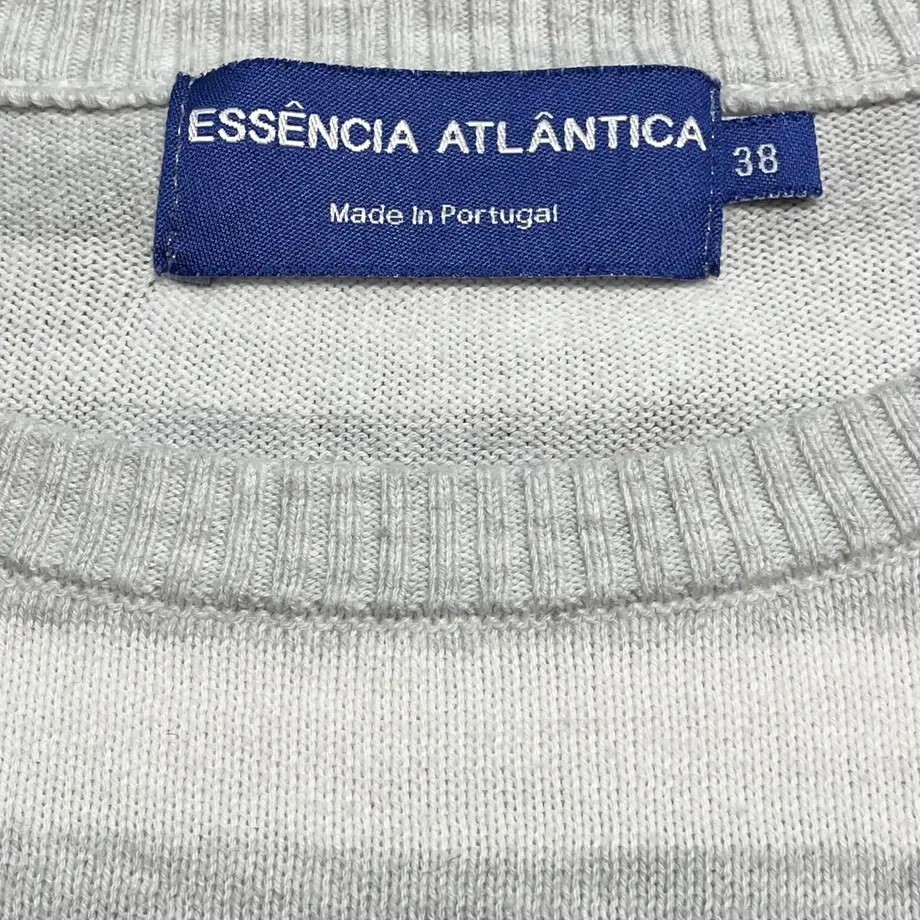 ESSÊNCIA ATLÂNTICA
38
Made In Portugal